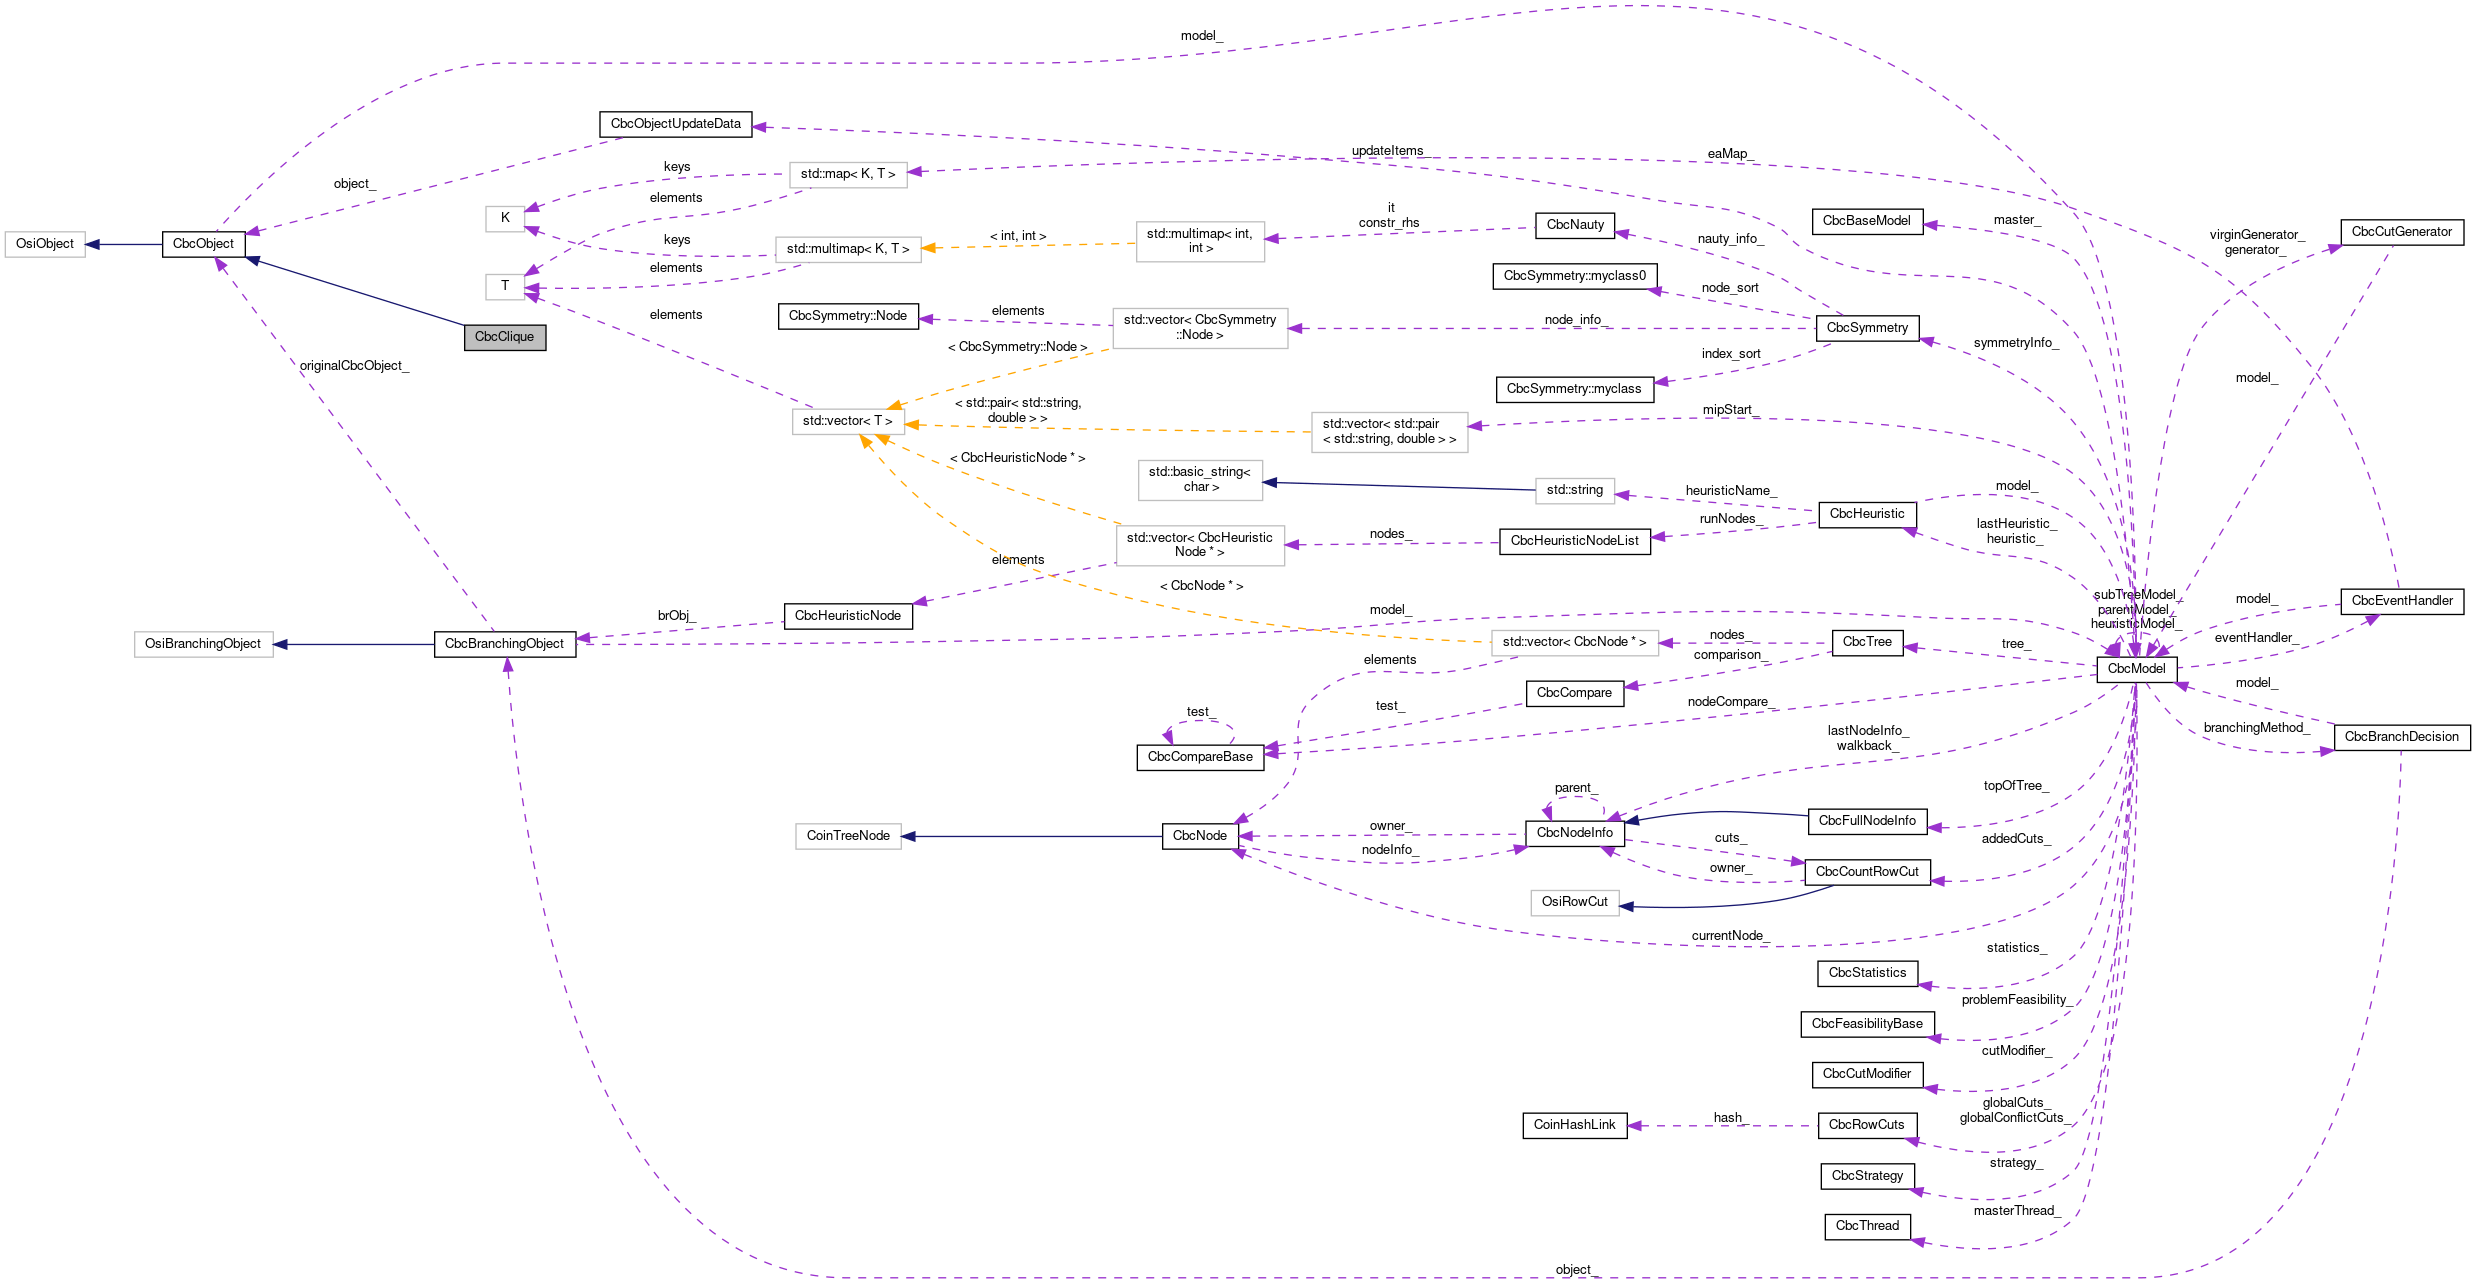 model_
CbcObjectUpdateData
updateItems_
eaMap_
keys
std::map< K, T >
object_
elements
K
it
constr_rhs
CbcNauty
CbcBaseModel
master_
CbcCutGenerator
virginGenerator_
generator_
OsiObject
CbcObject
keys
std::multimap< K, T >
< int, int >
std::multimap< int,
int >
nauty_info_
elements
T
CbcSymmetry::myclass0
node_sort
CbcClique
elements
CbcSymmetry::Node
elements
std::vector< CbcSymmetry
::Node >
node_info_
CbcSymmetry
< CbcSymmetry::Node >
index_sort
symmetryInfo_
originalCbcObject_
CbcSymmetry::myclass
model_
std::vector< T >
< std::pair< std::string,
double > >
std::vector< std::pair
< std::string, double > >
mipStart_
< CbcHeuristicNode * >
std::basic_string<
char >
std::string
heuristicName_
CbcHeuristic
model_
runNodes_
lastHeuristic_
heuristic_
nodes_
CbcHeuristicNodeList
std::vector< CbcHeuristic
Node * >
elements
< CbcNode * >
subTreeModel_
parentModel_
heuristicModel_
model_
CbcEventHandler
CbcHeuristicNode
brObj_
model_
OsiBranchingObject
CbcBranchingObject
std::vector< CbcNode * >
nodes_
CbcTree
tree_
eventHandler_
elements
comparison_
CbcModel
CbcCompare
test_
model_
test_
nodeCompare_
CbcCompareBase
lastNodeInfo_
walkback_
branchingMethod_
CbcBranchDecision
parent_
topOfTree_
CoinTreeNode
CbcNode
owner_
nodeInfo_
CbcNodeInfo
CbcFullNodeInfo
cuts_
addedCuts_
owner_
CbcCountRowCut
OsiRowCut
currentNode_
statistics_
CbcStatistics
problemFeasibility_
CbcFeasibilityBase
cutModifier_
CbcCutModifier
globalCuts_
globalConflictCuts_
CoinHashLink
hash_
CbcRowCuts
strategy_
CbcStrategy
masterThread_
CbcThread
object_